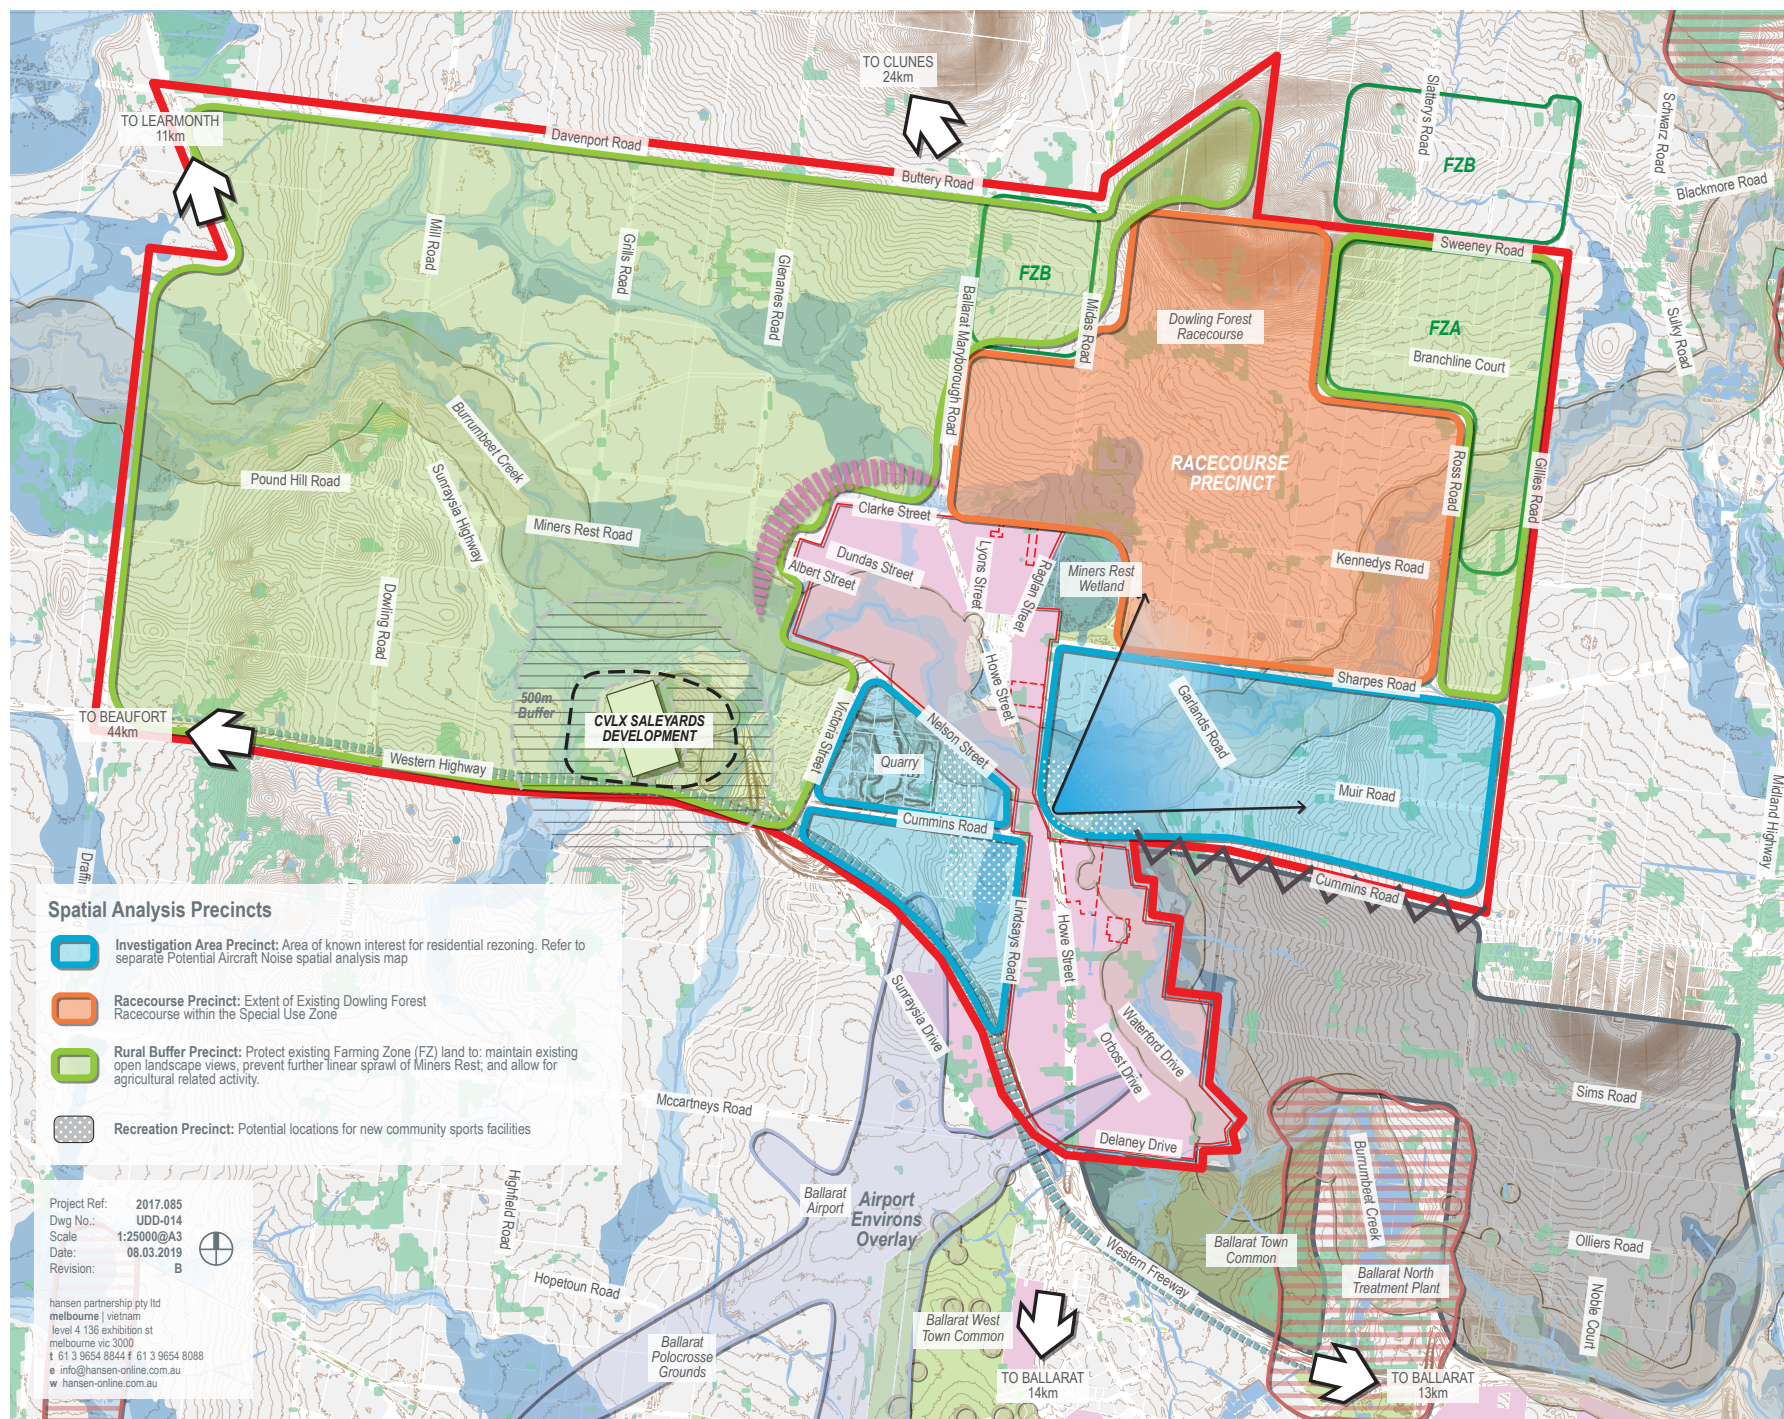 TO CLUNES
24km
TO LEARMONTH
11km
Davenport Road
Buttery Road
Slatterys Road
Schwarz Road
FZB
Blackmore Road
Mill Road
Grills Road
Glenanes Road
Ballarat Maryborough Road
FZB
Midas Road
Sweeney Road
Dowling Forest
Racecourse
FZA
Branchline Court
Sulky Road
Burrumbeet Creek
Pound Hill Road
Sunraysia Highway
Miners Rest Road
RACECOURSE
PRECINCT
Ross Road
Gillies Road
Clarke Street
Dundas Street
Albert Street
Lyons Street
Raglan Street
Miners Rest
Wetland
Kennedys Road
Dowling Road
Howe Street
Sharpes Road
Garlands Road
500m
Buffer
CVLX SALEYARDS
DEVELOPMENT
Victoria Street
Nelson Street
Quarry
TO BEAUFORT
44km
Western Highway
Muir Road
Midland Highway
Cummins Road
Cummins Road
Lindsays Road
Howe Street
Sunraysia Drive
Waterford Drive
Orbost Drive
Delaney Drive
Mccartneys Road
Sims Road
Highfield Road
Hopetoun Road
Ballarat
Airport
Airport
Environs
Overlay
Ballarat
Polocrosse
Grounds
Ballarat West
Town Common
Western Freeway
Ballarat Town
Common
Burrumbeet Creek
Ballarat North
Treatment Plant
Olliers Road
Noble Court
TO BALLARAT
14km
TO BALLARAT
13km
Spatial Analysis Precincts
Investigation Area Precinct: Area of known interest for residential rezoning. Refer to
separate Potential Aircraft Noise spatial analysis map
Racecourse Precinct: Extent of Existing Dowling Forest
Racecourse within the Special Use Zone
Rural Buffer Precinct: Protect existing Farming Zone (FZ) land to: maintain existing
open landscape views, prevent further linear sprawl of Miners Rest; and allow for
agricultural related activity.
Recreation Precinct: Potential locations for new community sports facilities
Project Ref: 2017.085
Dwg No.: UDD-014
Scale 1:25000@A3
Date: 08.03.2019
Revision: B
hansen partnership pty ltd
melbourne | vietnam
level 4 136 exhibition st
melbourne vic 3000
t 61 3 9654 8844 f 61 3 9654 8088
e info@hansen-online.com.au
w hansen-online.com.au